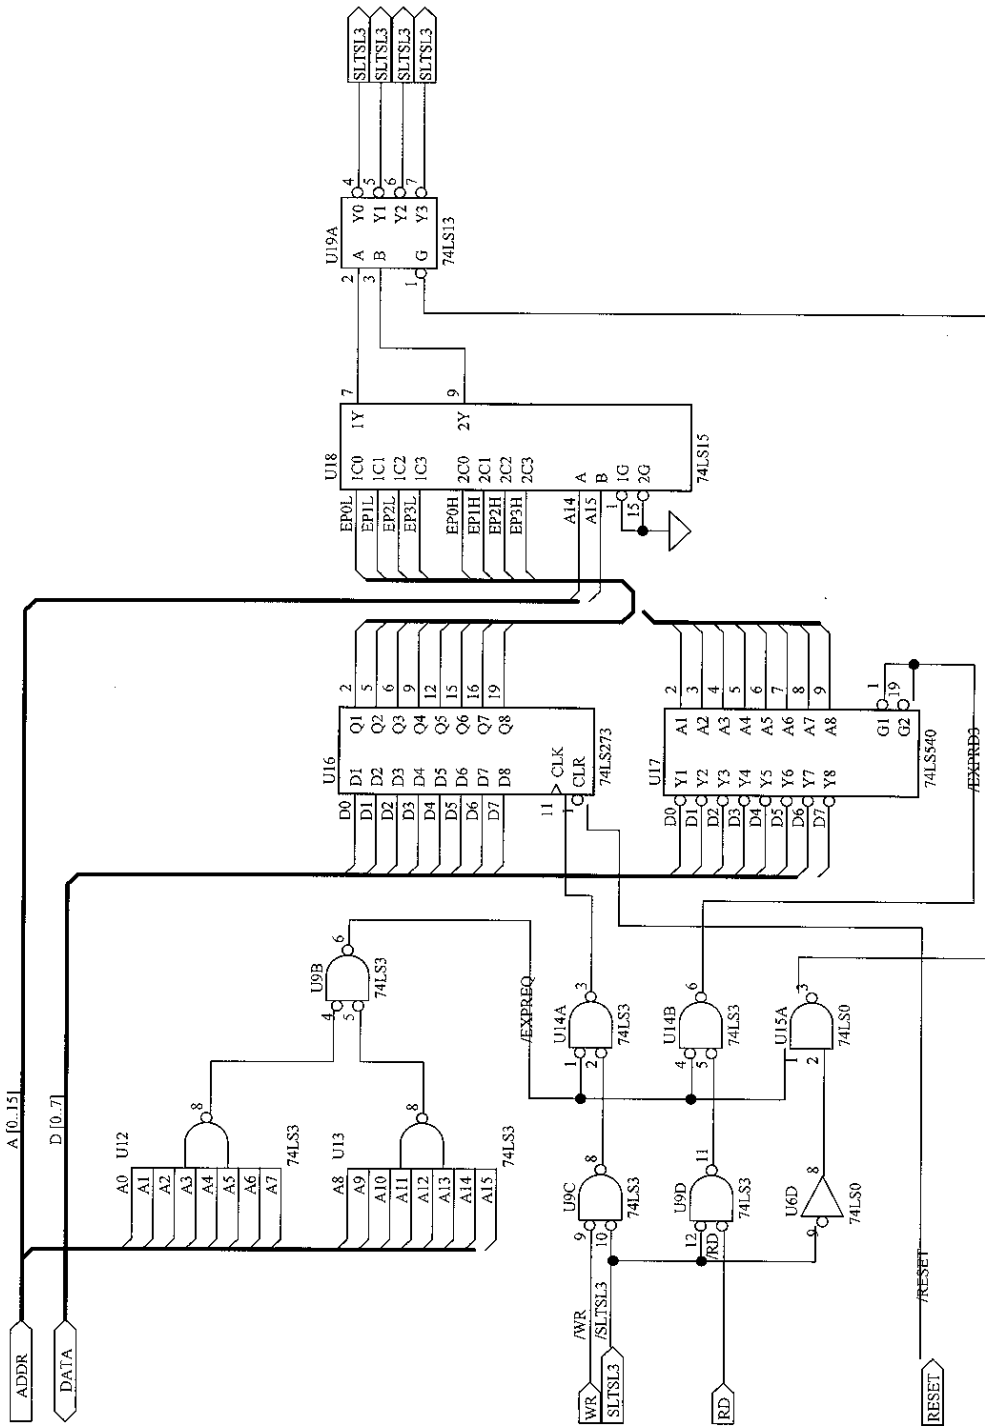 A [0..15]
D [0..7]
ADDR
DATA
A0
A1
A2
A3
A4
A5
A6
A7
U12
8
74LS3
A8
A9
A10
A11
A12
A13
A14
A15
U13
8
74LS3
U9B
4
5
6
74LS3
/EXPREQ
WR
SLTSL3
RD
RESET
/WR
/SLTSL3
/RD
/RESET
U9C
9
10
8
74LS3
U9D
12
11
74LS3
U6D
9
8
74LS0
U14A
1
2
3
74LS3
U14B
4
5
6
74LS3
U15A
1
2
3
74LS0
U16
D0 D1 Q1 2
D1 D2 Q2 5
D2 D3 Q3 6
D3 D4 Q4 9
D4 D5 Q5 12
D5 D6 Q6 15
D6 D7 Q7 16
D7 D8 Q8 19
11 CLK
1 CLR
74LS273
U17
D0 Y1 A1 2
D1 Y2 A2 3
D2 Y3 A3 4
D3 Y4 A4 5
D4 Y5 A5 6
D5 Y6 A6 7
D6 Y7 A7 8
D7 Y8 A8 9
G1 1
G2 19
74LS540
/EXPRD3
U18
EP0L 1C0 1Y 7
EP1L 1C1
EP2L 1C2
EP3L 1C3
EP0H 2C0 2Y 9
EP1H 2C1
EP2H 2C2
EP3H 2C3
A14 A
A15 B
1 1G
15 2G
74LS15
U19A
2 A Y0 4 SLTSL3
3 B Y1 5 SLTSL3
Y2 6 SLTSL3
1 G Y3 7 SLTSL3
74LS13